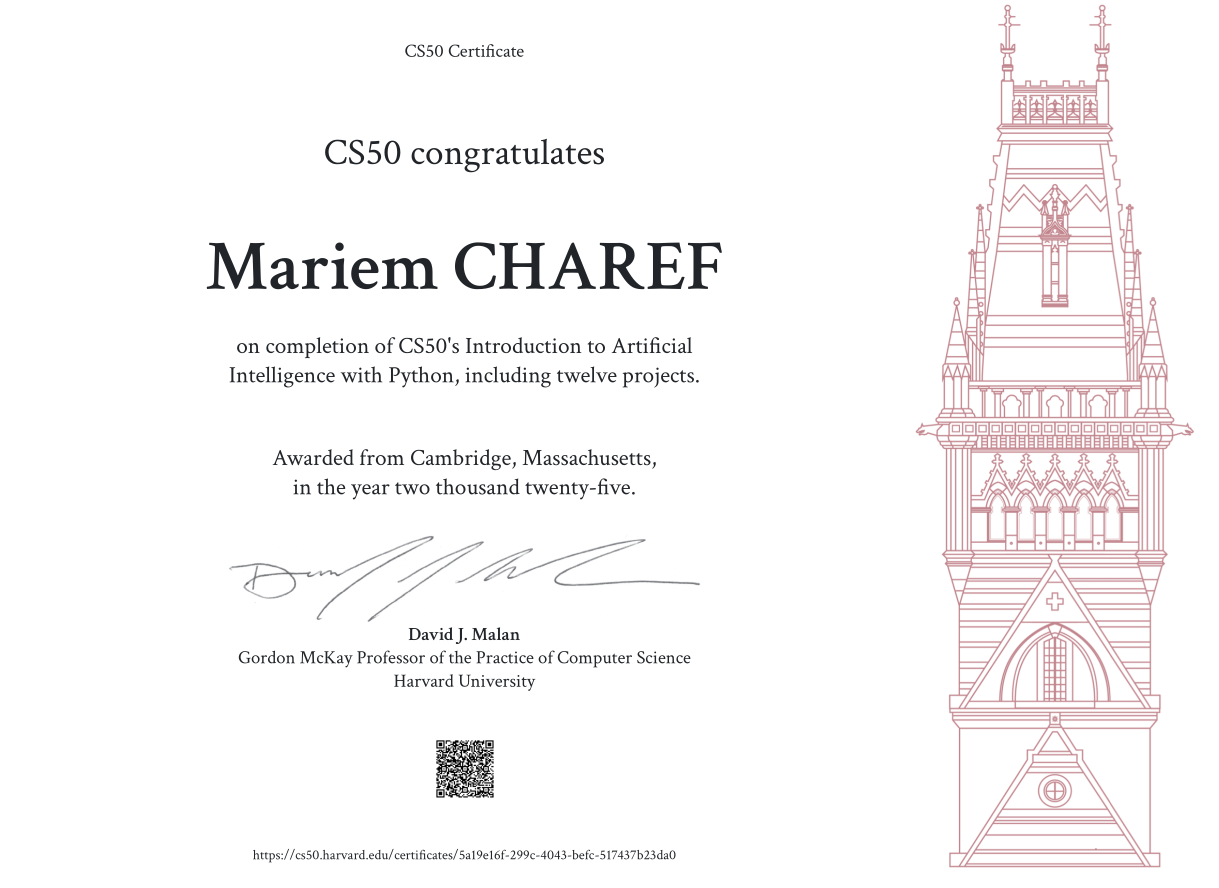 CS50 Certificate
CS50 congratulates
Mariem CHAREF
on completion of CS50's Introduction to Artificial
Intelligence with Python, including twelve projects.
Awarded from Cambridge, Massachusetts,
in the year two thousand twenty-five.
David J. Malan
Gordon McKay Professor of the Practice of Computer Science
Harvard University
https://cs50.harvard.edu/certificates/5a19e16f-299c-4043-befc-517437b23da0